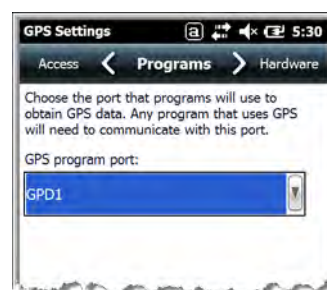 GPS Settings a 5:30
Access Programs Hardware
Choose the port that programs will use to
obtain GPS data. Any program that uses GPS
will need to communicate with this port.
GPS program port:
GPD1